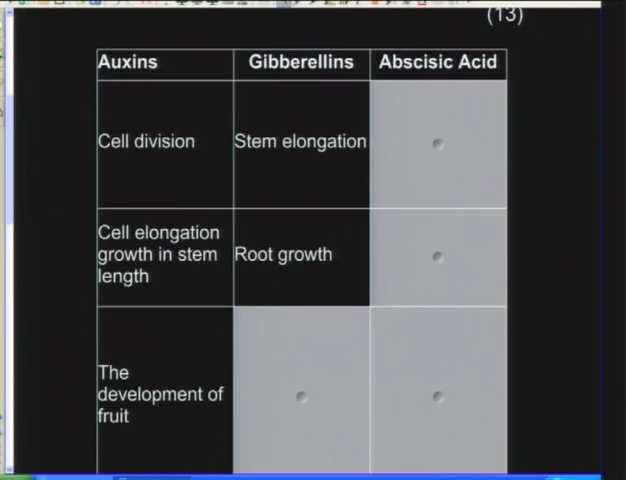 (13)
Auxins Gibberellins Abscisic Acid
Cell division Stem elongation
Cell elongation
growth in stem Root growth
length
The
development of
fruit